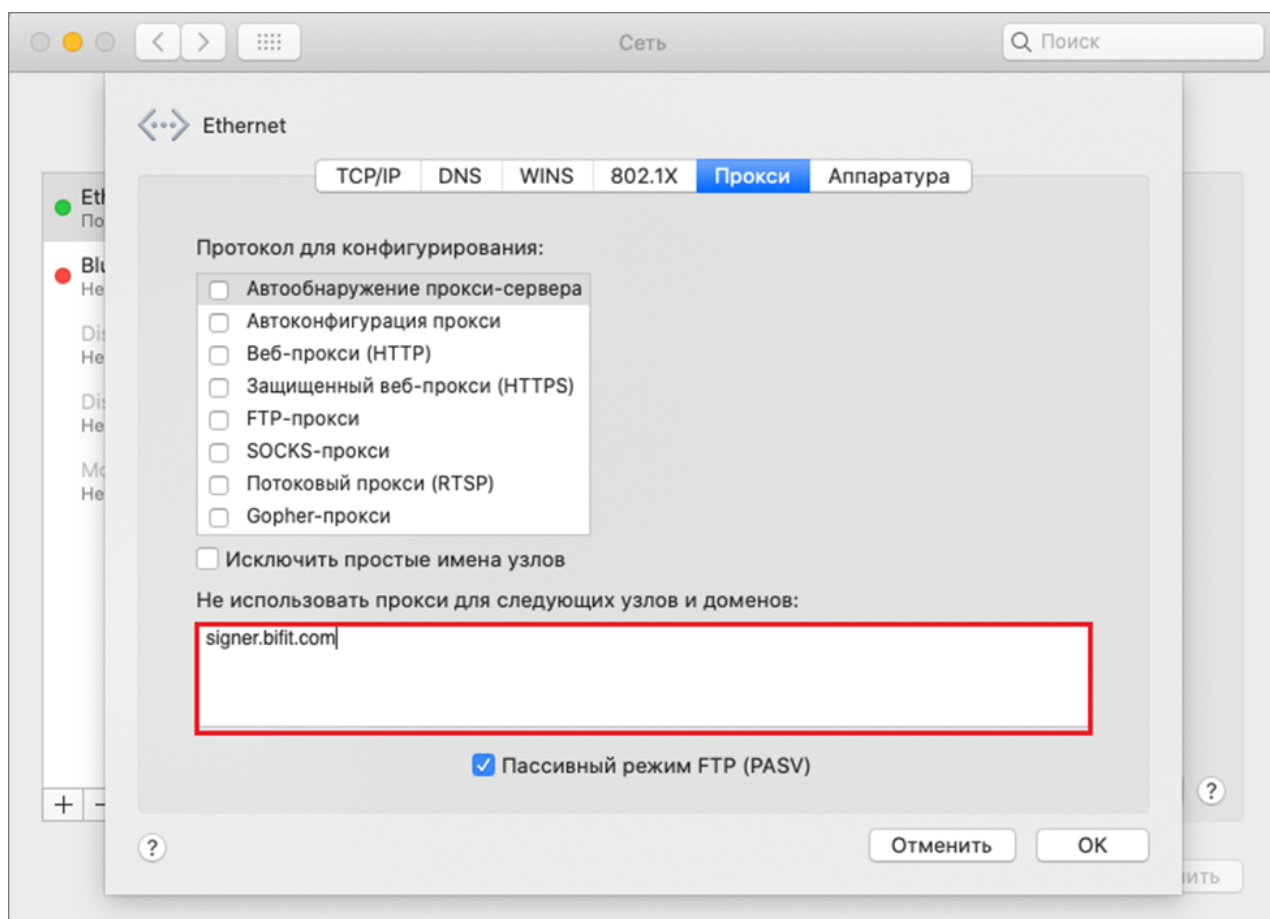 Сеть
Поиск
Ethernet
TCP/IP DNS WINS 802.1X Прокси Аппаратура
Протокол для конфигурирования:
Автообнаружение прокси-сервера
Автоконфигурация прокси
Веб-прокси (HTTP)
Защищенный веб-прокси (HTTPS)
FTP-прокси
SOCKS-прокси
Потоковый прокси (RTSP)
Gopher-прокси
Исключить простые имена узлов
Не использовать прокси для следующих узлов и доменов:
signer.bifit.com
Пассивный режим FTP (PASV)
?
?
Отменить
OK